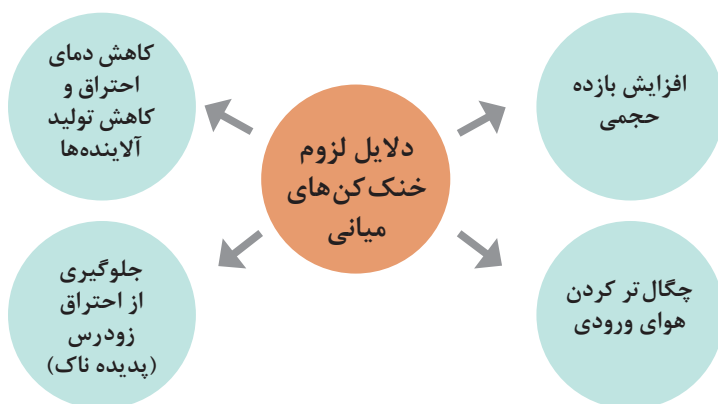 دلایل لزوم
خنک‌کن‌های
میانی
افزایش بازده
حجمی
چگال‌تر کردن
هوای ورودی
کاهش دمای
احتراق و
کاهش تولید
آلاینده‌ها
جلوگیری
از احتراق
زودرس
(پدیده ناک)